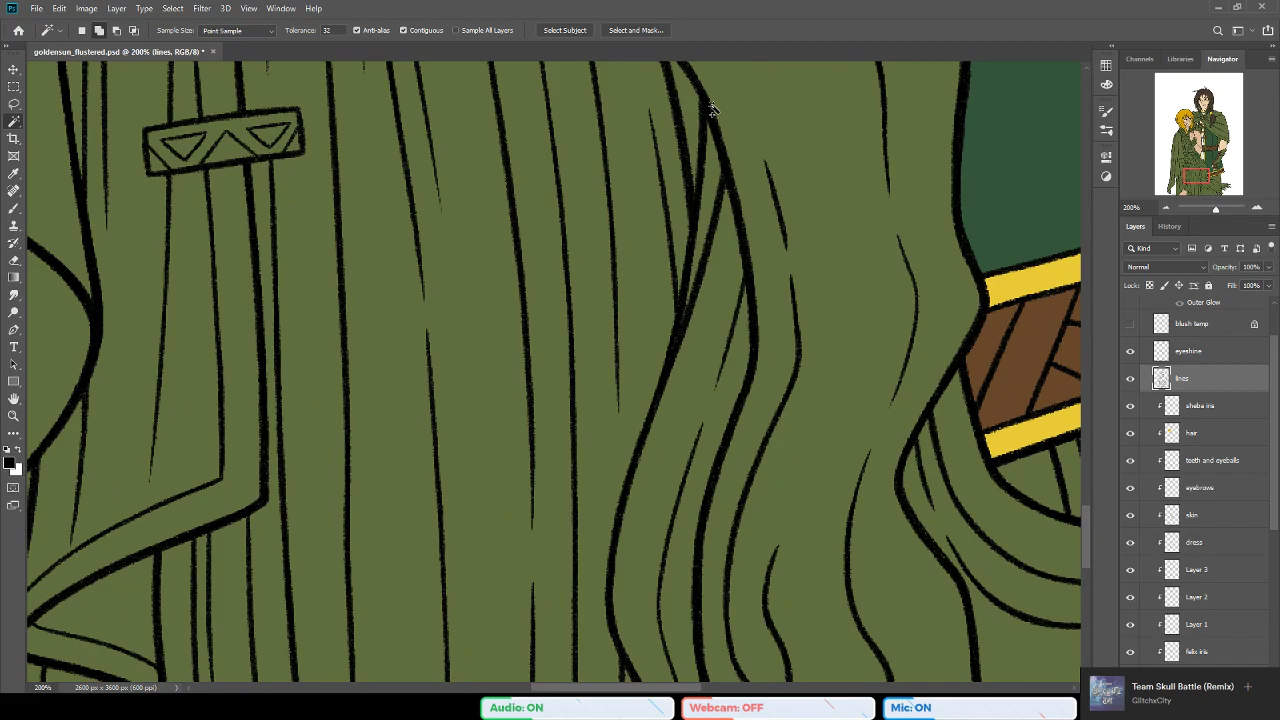 Ps File Edit Image Layer Type Select Filter 3D View Window Help
Sample Size: Point Sample Tolerance: 32 Anti-alias Contiguous Sample All Layers Select Subject Select and Mask...
goldensun_flustered.psd @ 200% (lines, RGB/8) *
Channels Libraries Navigator
200%
Layers History
Kind
Normal Opacity: 100%
Lock: Fill: 100%
Outer Glow
blush temp
eyeshine
lines
sheba iris
hair
teeth and eyeballs
eyebrows
skin
dress
Layer 3
Layer 2
Layer 1
felix iris
200% 2600 px x 3600 px (600 ppi)
Team Skull Battle (Remix)
GlitchxCity
Audio: ON Webcam: OFF Mic: ON